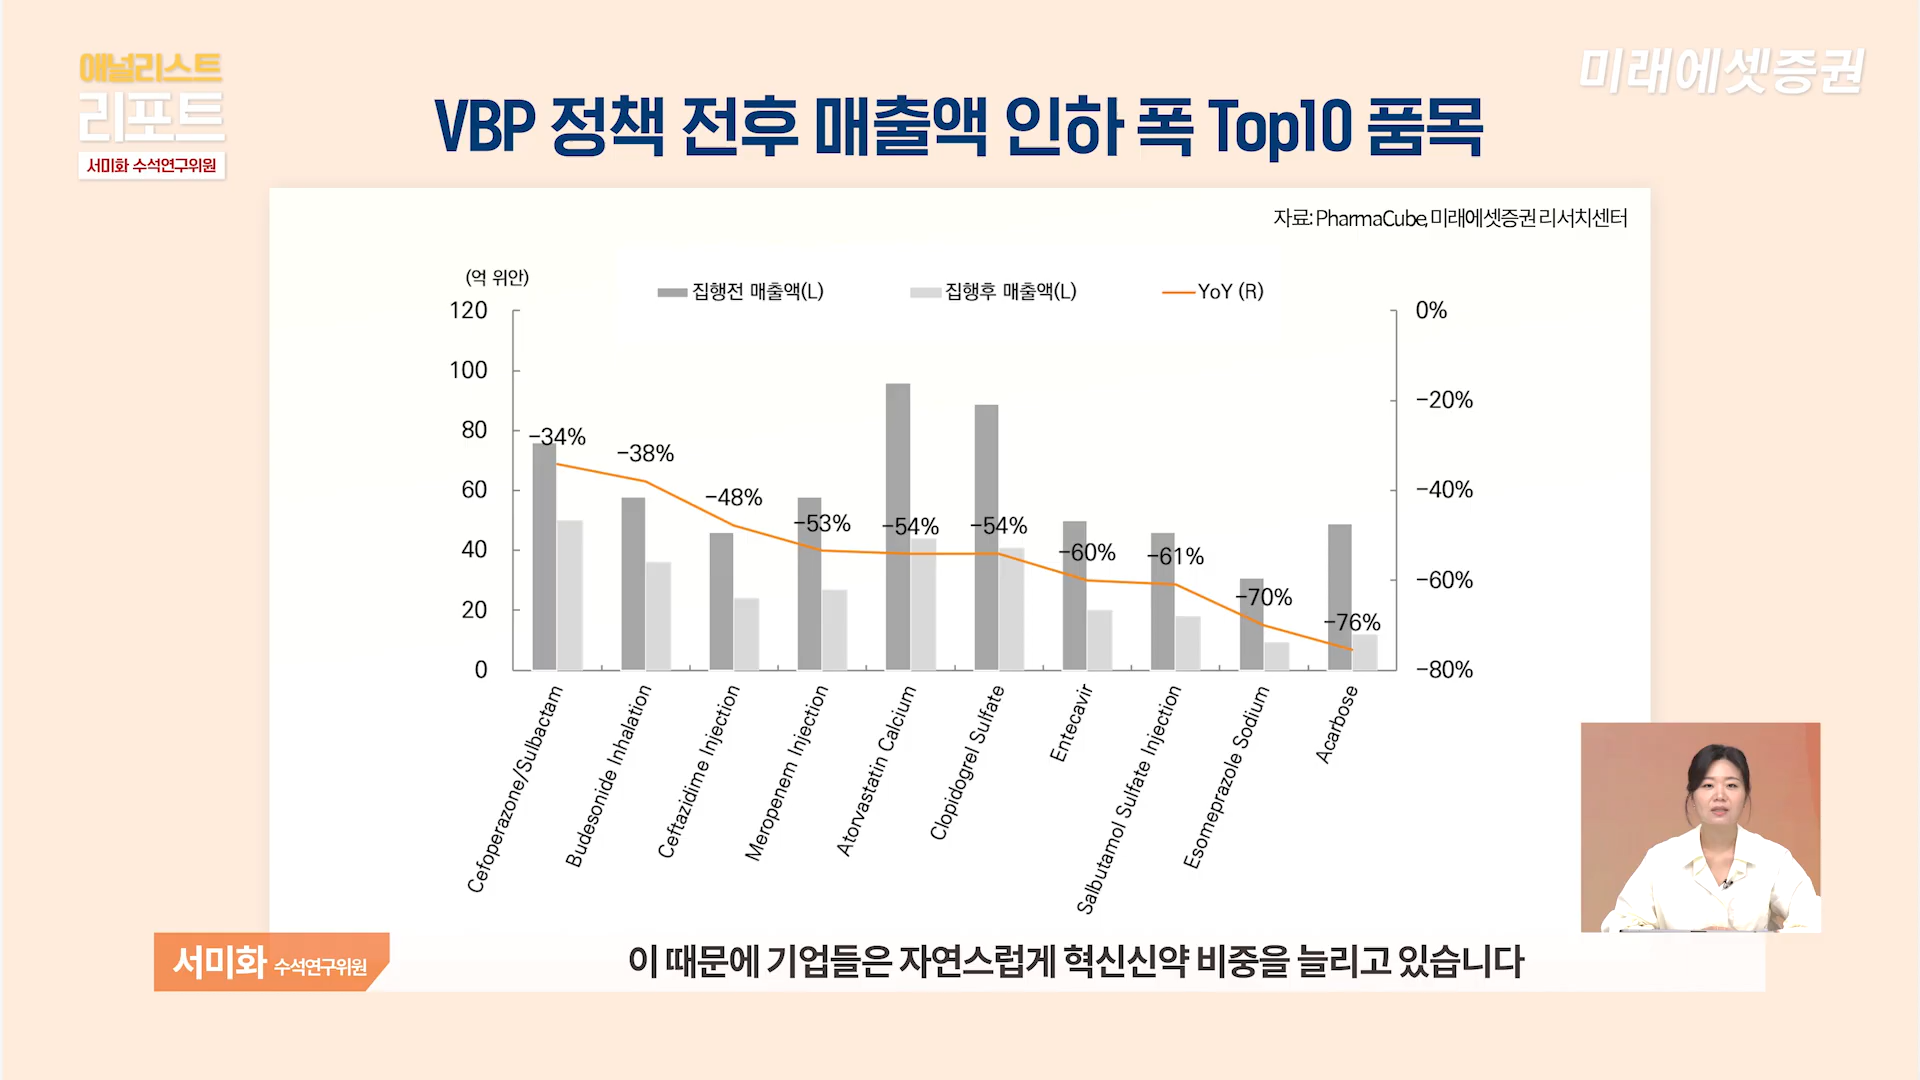 애널리스트
리포트
서미화 수석연구위원
미래에셋증권
VBP 정책 전후 매출액 인하 폭 Top10 품목
자료: PharmaCube, 미래에셋증권 리서치센터
(억 위안)
집행전 매출액(L)
집행후 매출액(L)
YoY (R)
120
100
80
60
40
20
0
0%
-20%
-40%
-60%
-80%
-34%
-38%
-48%
-53%
-54%
-54%
-60%
-61%
-70%
-76%
Cefoperazone/Sulbactam
Budesonide Inhalation
Ceftazidime Injection
Meropenem Injection
Atorvastatin Calcium
Clopidogrel Sulfate
Entecavir
Salbutamol Sulfate Injection
Esomeprazole Sodium
Acarbose
서미화 수석연구위원
이 때문에 기업들은 자연스럽게 혁신신약 비중을 늘리고 있습니다